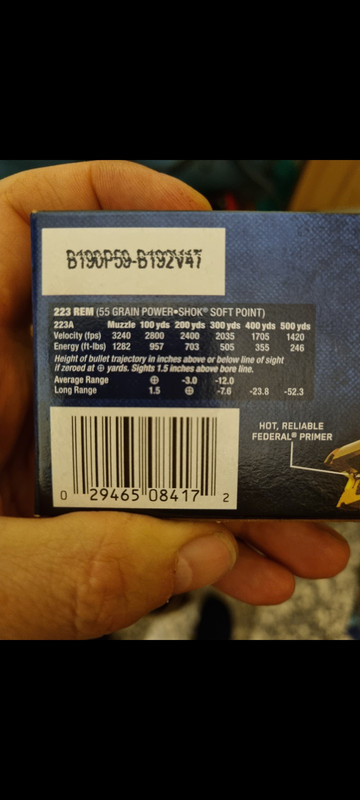 B190P59-B192V47
223 REM (55 GRAIN POWER•SHOK® SOFT POINT)
223A Muzzle 100 yds 200 yds 300 yds 400 yds 500 yds
Velocity (fps) 3240 2800 2400 2035 1705 1420
Energy (ft-lbs) 1282 957 703 505 355 246
Height of bullet trajectory in inches above or below line of sight
if zeroed at ⊕ yards. Sights 1.5 inches above bore line.
Average Range ⊕ -3.0 -12.0
Long Range 1.5 ⊕ -7.6 -23.8 -52.3
HOT, RELIABLE
FEDERAL® PRIMER
0 29465 08417 2